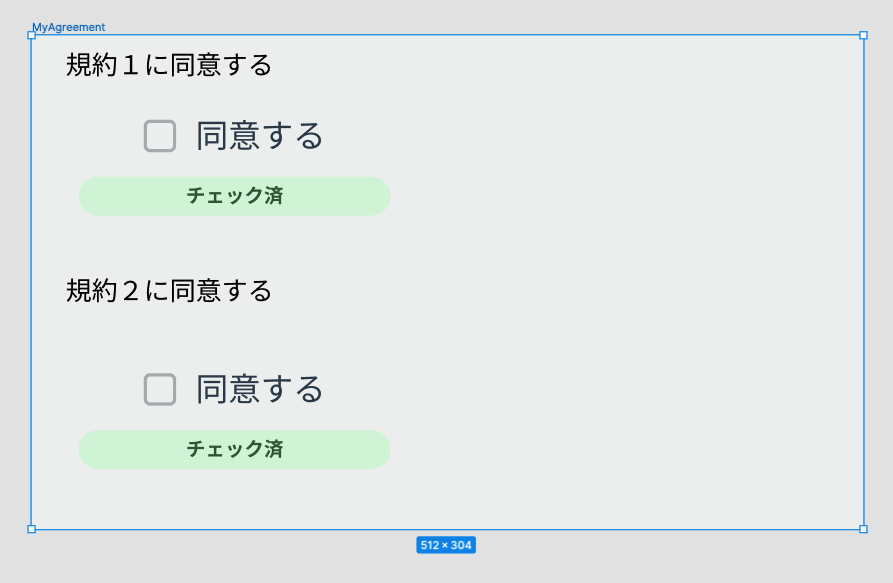 MyAgreement
規約１に同意する
同意する
チェック済
規約２に同意する
同意する
チェック済
512 × 304